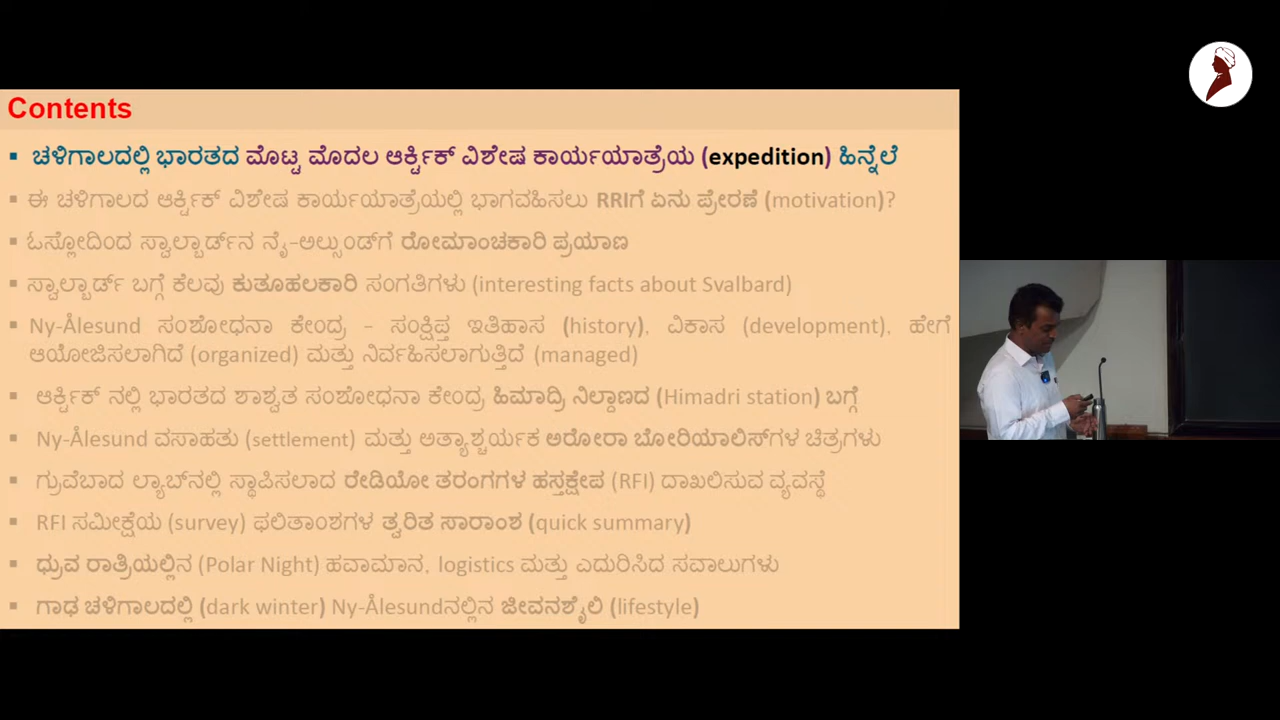 Contents
▪ ಚಳಿಗಾಲದಲ್ಲಿ ಭಾರತದ ಮೊಟ್ಟ ಮೊದಲ ಆರ್ಕ್ಟಿಕ್ ವಿಶೇಷ ಕಾರ್ಯಯಾತ್ರೆಯ (expedition) ಹಿನ್ನೆಲೆ
▪ ಈ ಚಳಿಗಾಲದ ಆರ್ಕ್ಟಿಕ್ ವಿಶೇಷ ಕಾರ್ಯಯಾತ್ರೆಯಲ್ಲಿ ಭಾಗವಹಿಸಲು RRIಗೆ ಏನು ಪ್ರೇರಣೆ (motivation)?
▪ ಓಸ್ಲೋದಿಂದ ಸ್ವಾಲ್ಬಾರ್ಡ್‌ನ ನೈ-ಅಲ್ಸುಂಡ್‌ಗೆ ರೋಮಾಂಚಕಾರಿ ಪ್ರಯಾಣ
▪ ಸ್ವಾಲ್ಬಾರ್ಡ್ ಬಗ್ಗೆ ಕೆಲವು ಕುತೂಹಲಕಾರಿ ಸಂಗತಿಗಳು (interesting facts about Svalbard)
▪ Ny-Ålesund ಸಂಶೋಧನಾ ಕೇಂದ್ರ - ಸಂಕ್ಷಿಪ್ತ ಇತಿಹಾಸ (history), ವಿಕಾಸ (development), ಹೇಗೆ
ಆಯೋಜಿಸಲಾಗಿದೆ (organized) ಮತ್ತು ನಿರ್ವಹಿಸಲಾಗುತ್ತಿದೆ (managed)
▪ ಆರ್ಕ್ಟಿಕ್ ನಲ್ಲಿ ಭಾರತದ ಶಾಶ್ವತ ಸಂಶೋಧನಾ ಕೇಂದ್ರ ಹಿಮಾದ್ರಿ ನಿಲ್ದಾಣದ (Himadri station) ಬಗ್ಗೆ
▪ Ny-Ålesund ವಸಾಹತು (settlement) ಮತ್ತು ಅತ್ಯಾಶ್ಚರ್ಯಕ ಅರೋರಾ ಬೋರಿಯಾಲಿಸ್‌ಗಳ ಚಿತ್ರಗಳು
▪ ಗ್ರುವೆಬಾದ ಲ್ಯಾಬ್‌ನಲ್ಲಿ ಸ್ಥಾಪಿಸಲಾದ ರೇಡಿಯೋ ತರಂಗಗಳ ಹಸ್ತಕ್ಷೇಪ (RFI) ದಾಖಲಿಸುವ ವ್ಯವಸ್ಥೆ
▪ RFI ಸಮೀಕ್ಷೆಯ (survey) ಫಲಿತಾಂಶಗಳ ತ್ವರಿತ ಸಾರಾಂಶ (quick summary)
▪ ಧ್ರುವ ರಾತ್ರಿಯಲ್ಲಿನ (Polar Night) ಹವಾಮಾನ, logistics ಮತ್ತು ಎದುರಿಸಿದ ಸವಾಲುಗಳು
▪ ಗಾಢ ಚಳಿಗಾಲದಲ್ಲಿ (dark winter) Ny-Ålesundನಲ್ಲಿನ ಜೀವನಶೈಲಿ (lifestyle)